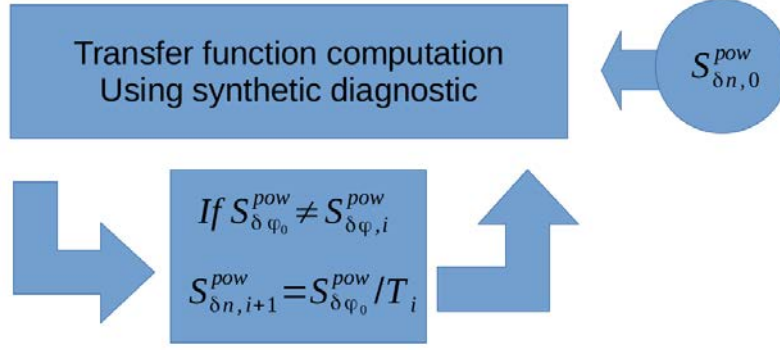 Transfer function computation
Using synthetic diagnostic
S^{pow}_{δn,0}
If S^{pow}_{δφ_0} ≠ S^{pow}_{δφ,i}
S^{pow}_{δn,i+1} = S^{pow}_{δφ_0} / T_i